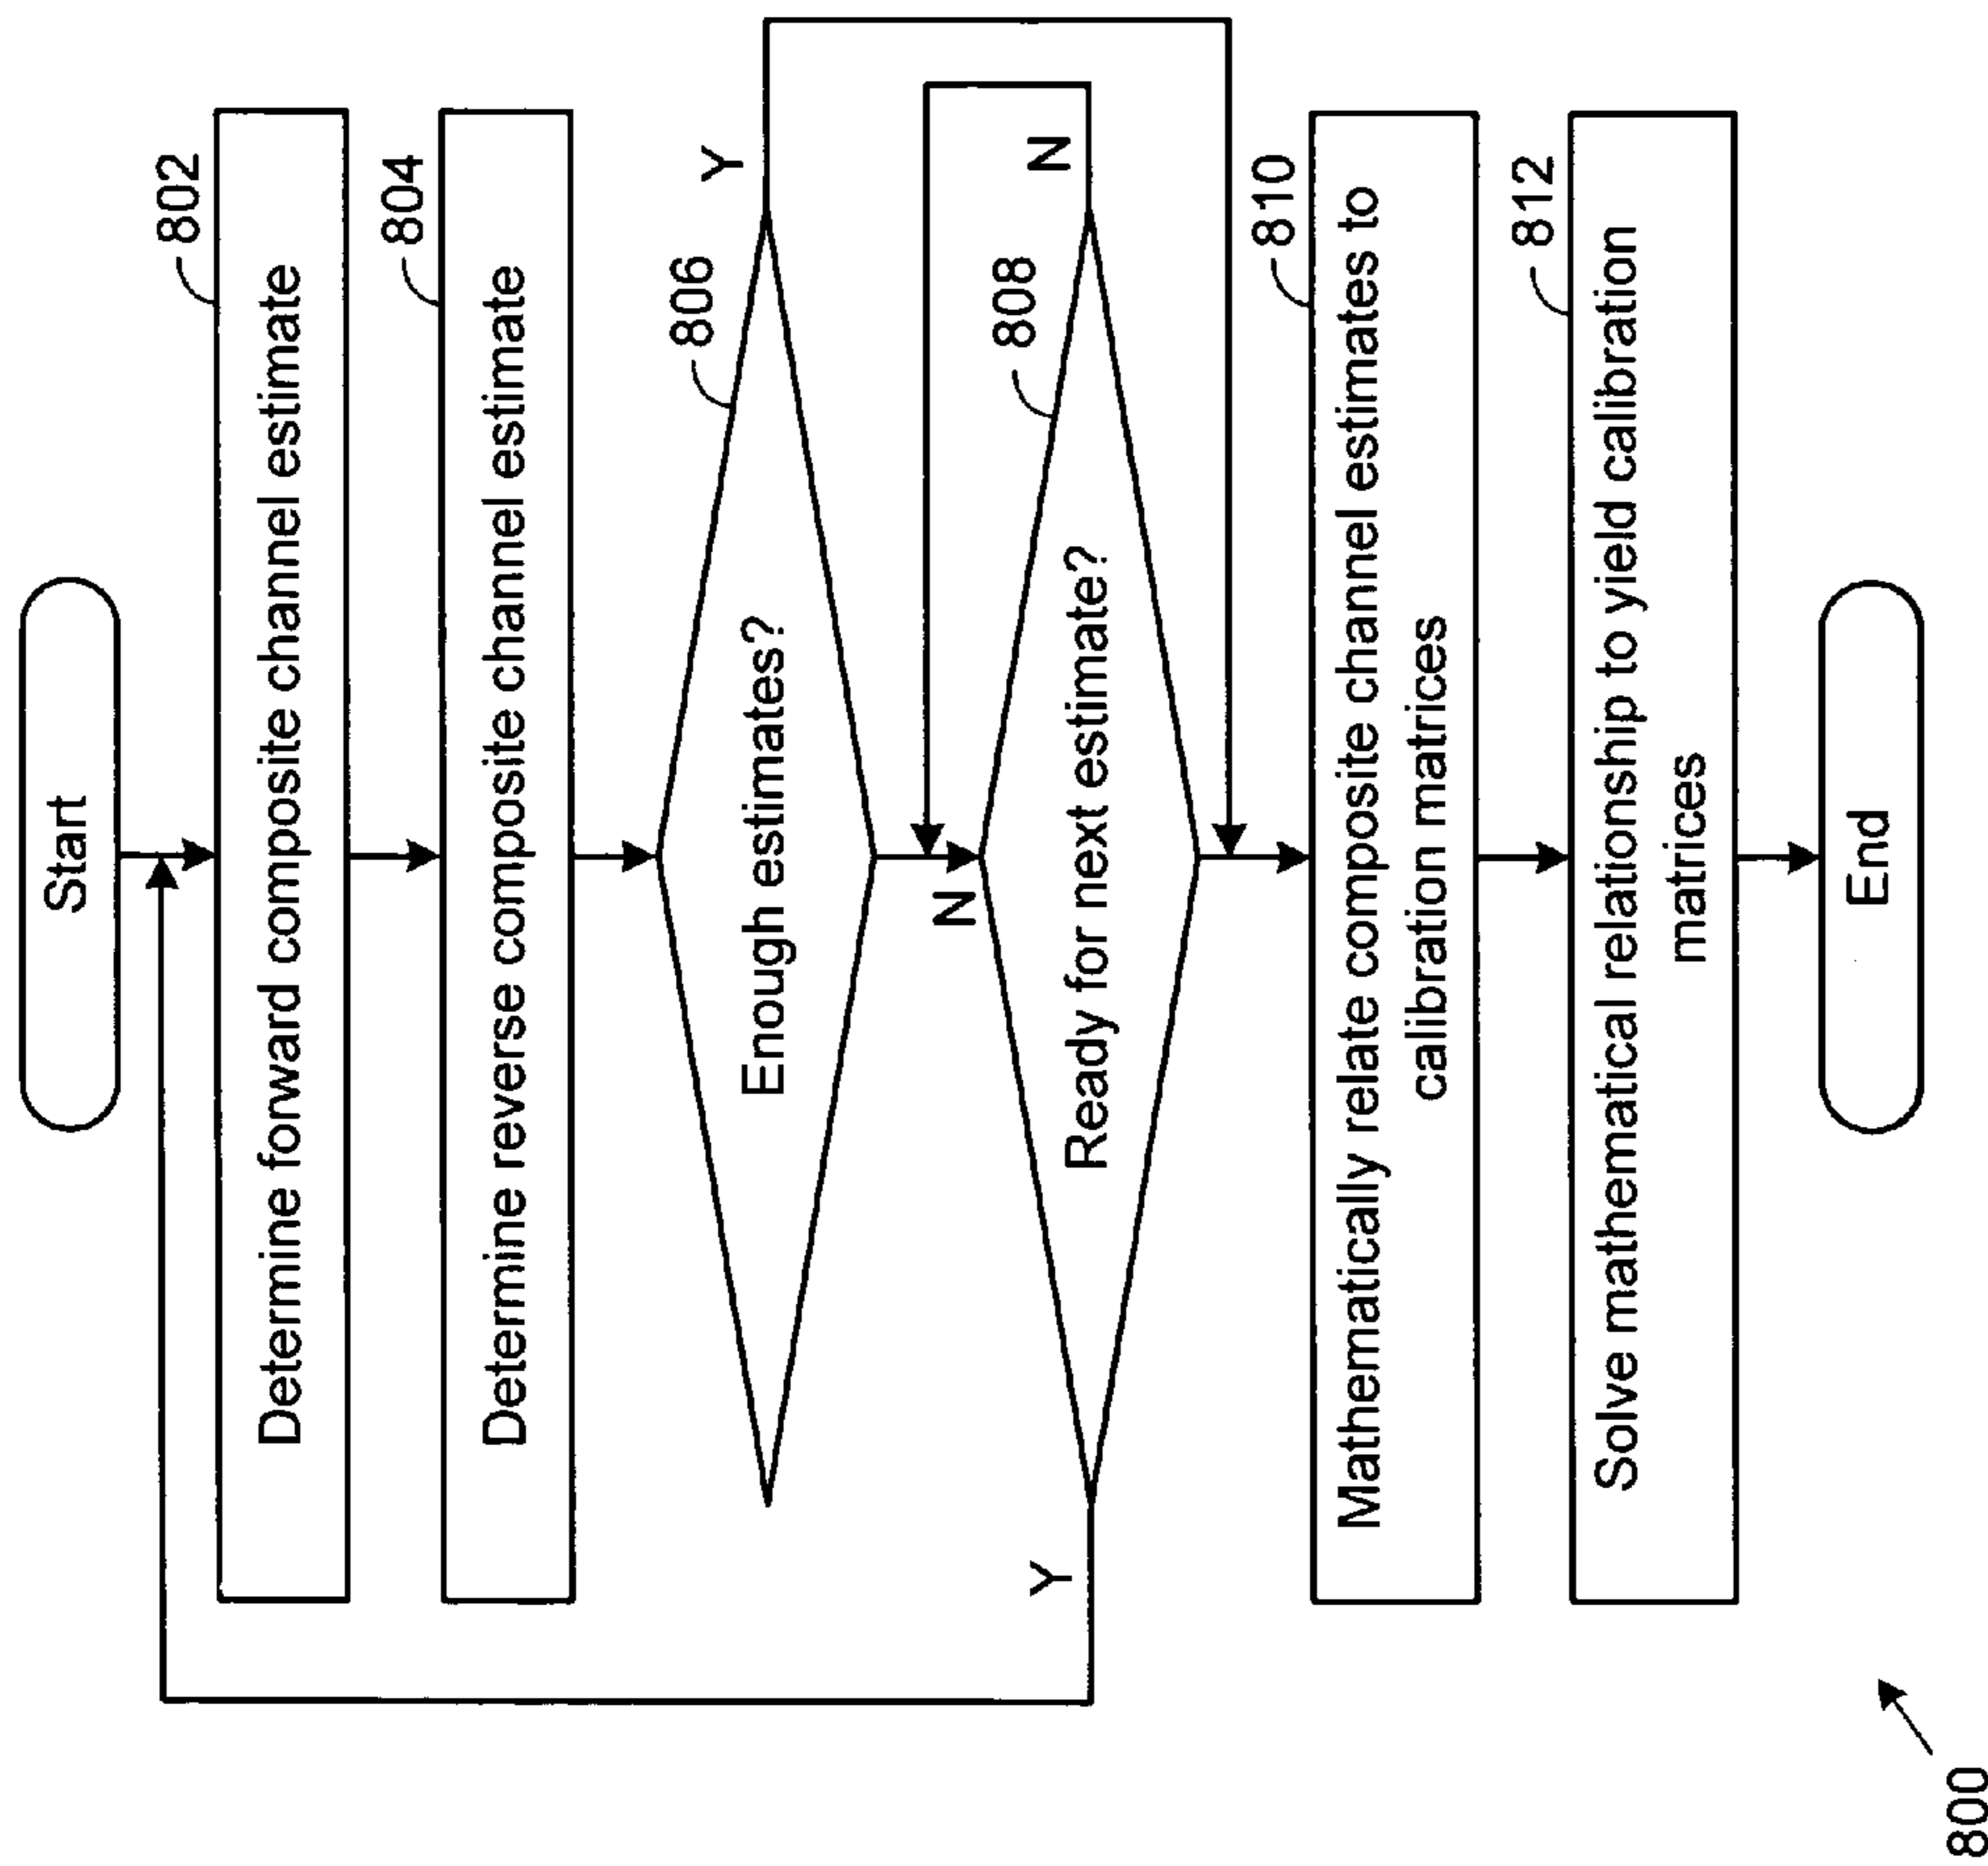 Start
802
Determine forward composite channel estimate
804
Determine reverse composite channel estimate
806
Enough estimates?
Y
N
808
Ready for next estimate?
N
Y
810
Mathematically relate composite channel estimates to
calibration matrices
812
Solve mathematical relationship to yield calibration
matrices
End
800